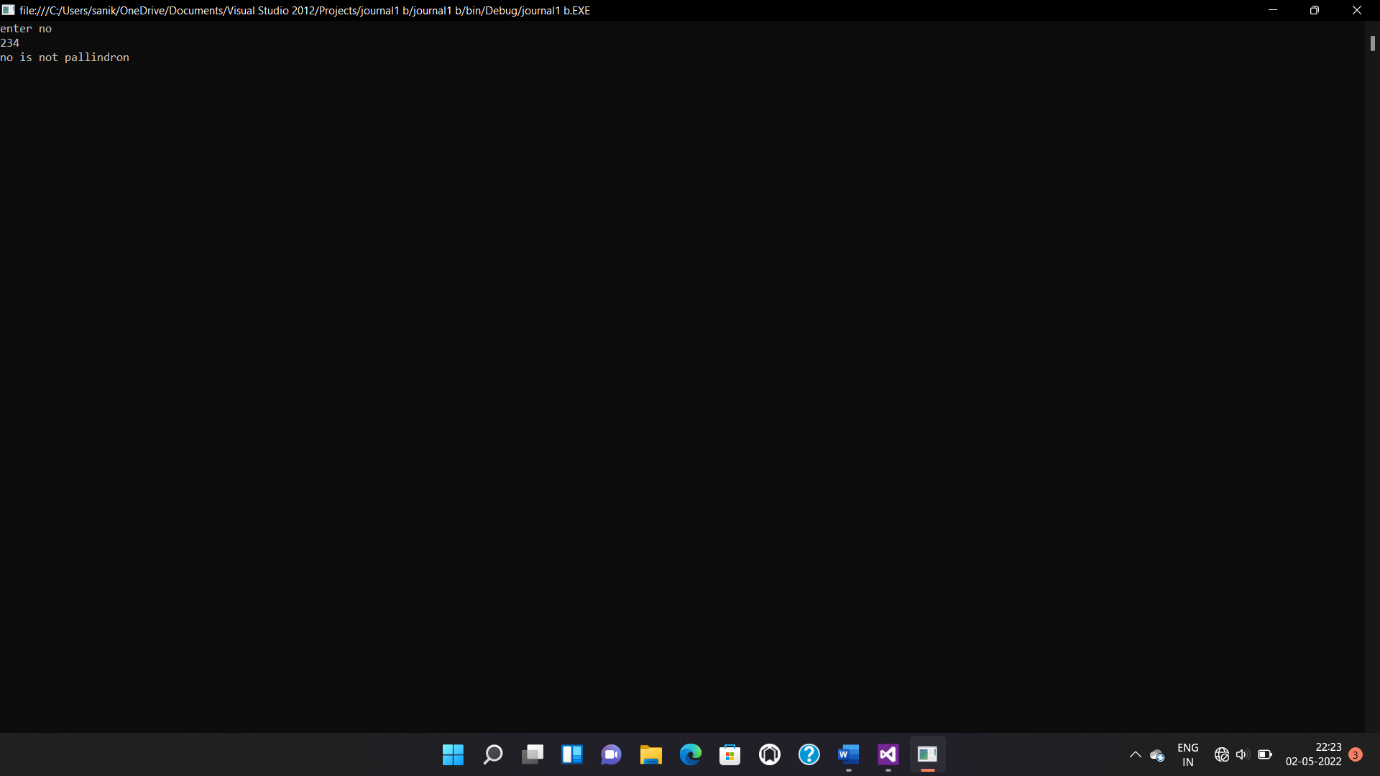 file:///C:/Users/sanik/OneDrive/Documents/Visual Studio 2012/Projects/journal1 b/journal1 b/bin/Debug/journal1 b.EXE
enter no
234
no is not pallindron
ENG
IN
22:23
02-05-2022
3